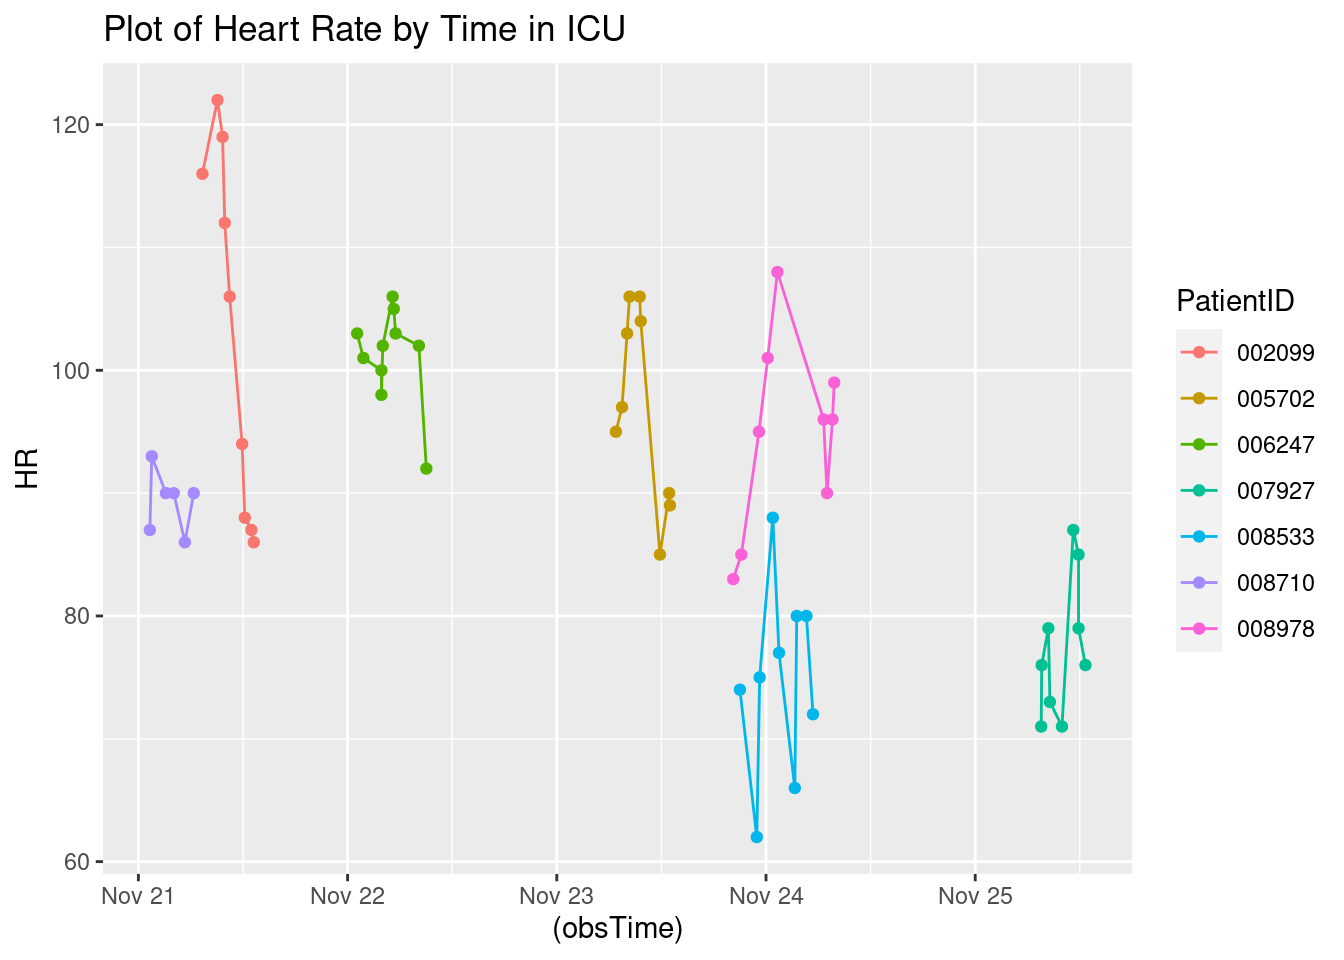 Plot of Heart Rate by Time in ICU
120
100
80
60
HR
Nov 21
Nov 22
Nov 23
Nov 24
Nov 25
(obsTime)
PatientID
002099
005702
006247
007927
008533
008710
008978